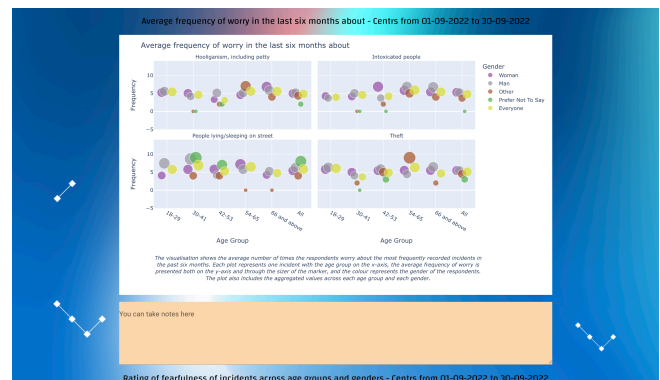 Average frequency of worry in the last six months about - Centrs from 01-09-2022 to 30-09-2022
Average frequency of worry in the last six months about
Hooliganism, including petty
Intoxicated people
Gender
Woman
Man
Other
Prefer Not To Say
Everyone
Frequency
10
5
0
−5
People lying/sleeping on street
Theft
Frequency
10
5
0
−5
18-29
30-41
42-53
54-65
66 and above
All
18-29
30-41
42-53
54-65
66 and above
All
Age Group
Age Group
The visualisation shows the average number of times the respondents worry about the most frequently recorded incidents in
the past six months. Each plot represents one incident with the age group on the x-axis, the average frequency of worry is
presented both on the y-axis and through the sizer of the marker, and the colour represents the gender of the respondents.
The plot also includes the aggregated values across each age group and each gender.
You can take notes here
Rating of fearfulness of incidents across age groups and genders - Centrs from 01-09-2022 to 30-09-2022